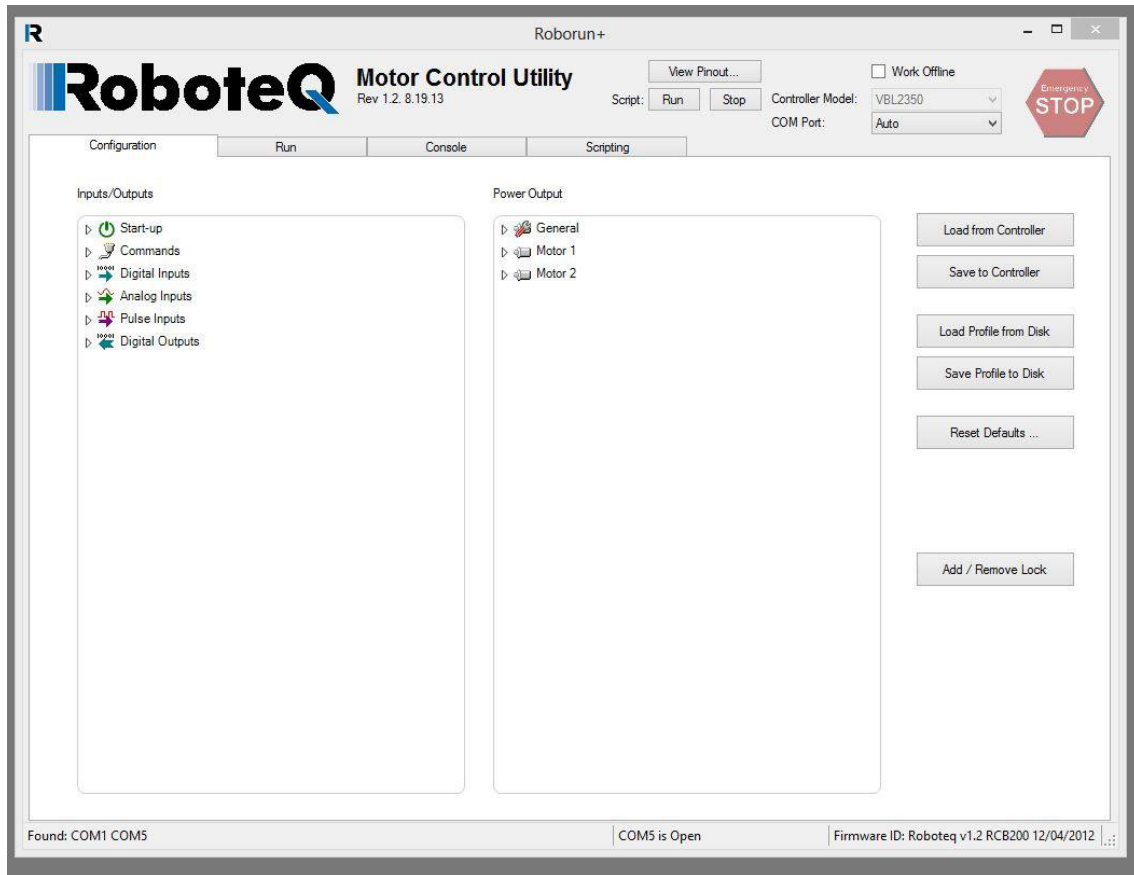 Roborun+
RoboteQ
Motor Control Utility
Rev 1.2. 8.19.13
View Pinout...
Script: Run Stop
Work Offline
Controller Model: VBL2350
COM Port: Auto
Emergency
STOP
Configuration Run Console Scripting
Inputs/Outputs
Start-up
Commands
Digital Inputs
Analog Inputs
Pulse Inputs
Digital Outputs
Power Output
General
Motor 1
Motor 2
Load from Controller
Save to Controller
Load Profile from Disk
Save Profile to Disk
Reset Defaults ...
Add / Remove Lock
Found: COM1 COM5
COM5 is Open
Firmware ID: Roboteq v1.2 RCB200 12/04/2012